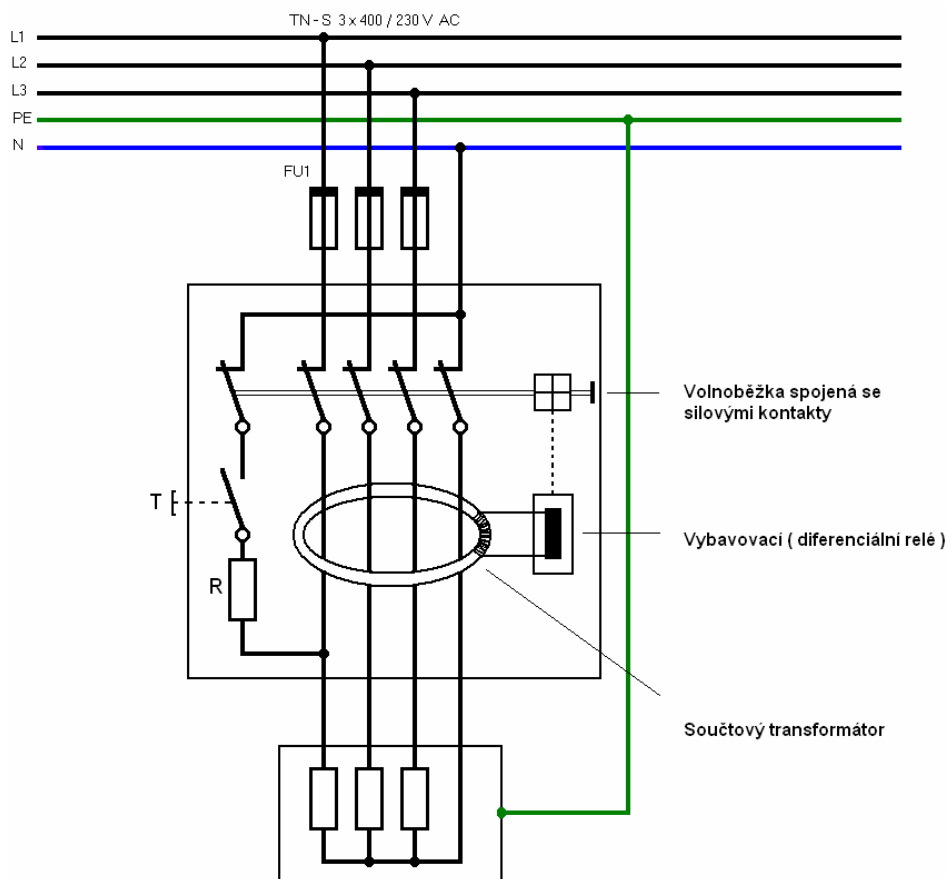 TN - S 3 x 400 / 230 V AC
L1
L2
L3
PE
N
FU1
Volnoběžka spojená se
silovými kontakty
T
Vybavovací ( diferenciální relé )
R
Součtový transformátor